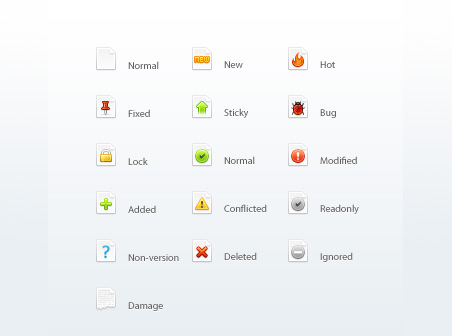 Normal
new
New
Hot
Fixed
Sticky
Bug
Lock
Normal
Modified
Added
Conflicted
Readonly
?
Non-version
Deleted
Ignored
Damage